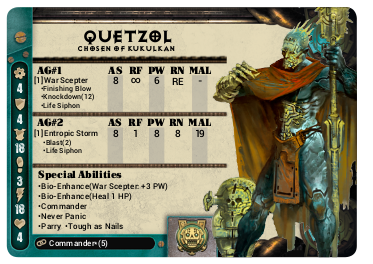 QUETZOL
CHOSEN OF KUKULKAN
AG#1 AS RF PW RN MAL
[1]War Scepter 8 ∞ 6 RE -
•Finishing Blow
•Knockdown(12)
•Life Siphon
AG#2 AS RF PW RN MAL
[1]Entropic Storm 8 1 8 8 19
•Blast(2)
•Life Siphon
4
4
18
3
18
4
Special Abilities
•Bio-Enhance(War Scepter: +3 PW)
•Bio-Enhance(Heal 1 HP)
•Commander
•Never Panic
•Parry •Tough as Nails
Commander(5)